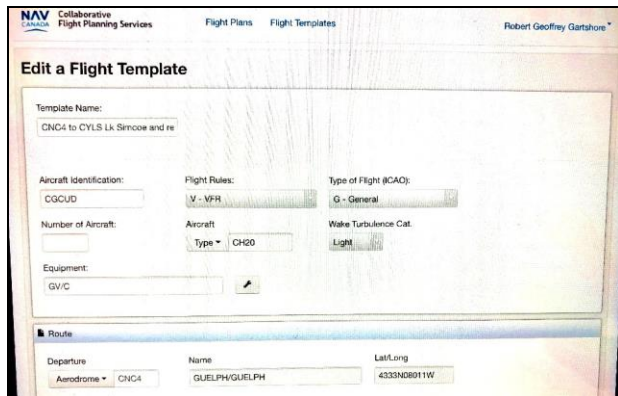 NAV CANADA Collaborative Flight Planning Services
Flight Plans Flight Templates Robert Geoffrey Gartshore
Edit a Flight Template
Template Name:
CNC4 to CYLS Lk Simcoe and re
Aircraft Identification: Flight Rules: Type of Flight (ICAO):
CGCUD V - VFR G - General
Number of Aircraft: Aircraft Wake Turbulence Cat.
Type CH20 Light
Equipment:
GV/C
Route
Departure Name Lat/Long
Aerodrome CNC4 GUELPH/GUELPH 4333N08011W